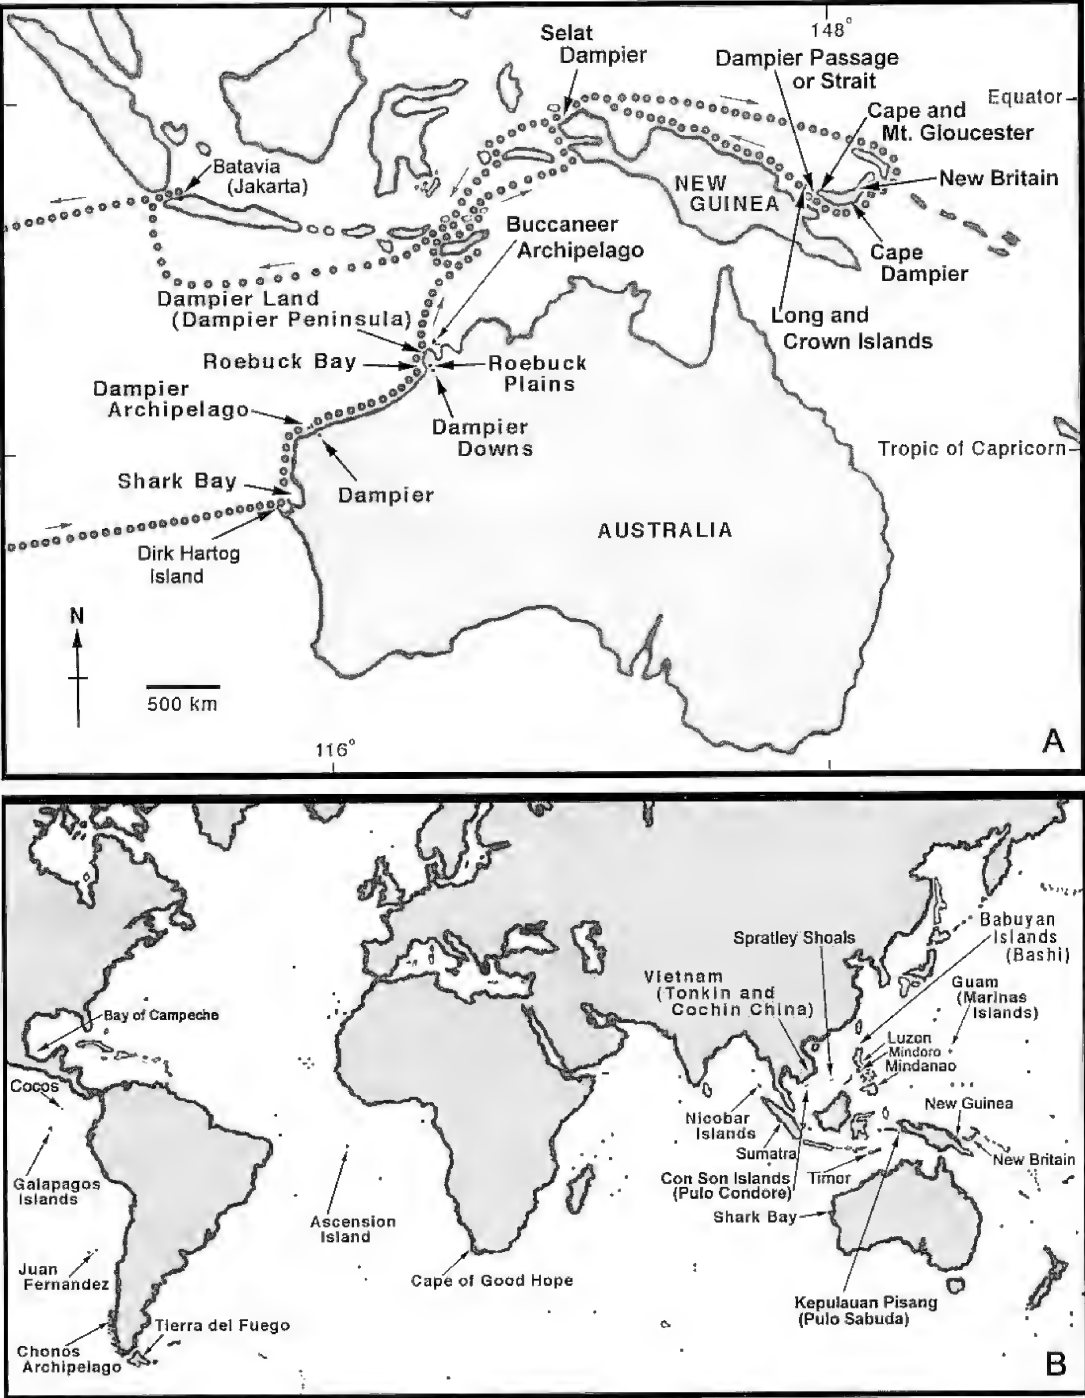 148°
Selat
Dampier
Dampier Passage
or Strait
Equator
Cape and
Mt. Gloucester
Batavia
(Jakarta)
NEW
GUINEA
New Britain
Buccaneer
Archipelago
Cape
Dampier
Dampier Land
(Dampier Peninsula)
Long and
Crown Islands
Roebuck Bay
Roebuck
Plains
Dampier
Archipelago
Dampier
Downs
Tropic of Capricorn
Shark Bay
Dampier
AUSTRALIA
Dirk Hartog
Island
N
500 km
116°
A
Babuyan
Islands
(Bashi)
Spratley Shoals
Vietnam
(Tonkin and
Cochin China)
Guam
(Marinas
Islands)
Bay of Campeche
Luzon
Mindoro
Mindanao
Cocos
New Guinea
Nicobar
Islands
Sumatra
New Britain
Con Son Islands
(Pulo Condore)
Timor
Galapagos
Islands
Shark Bay
Ascension
Island
Juan
Fernandez
Cape of Good Hope
Kepulauan Pisang
(Pulo Sabuda)
Tierra del Fuego
Chonos
Archipelago
B